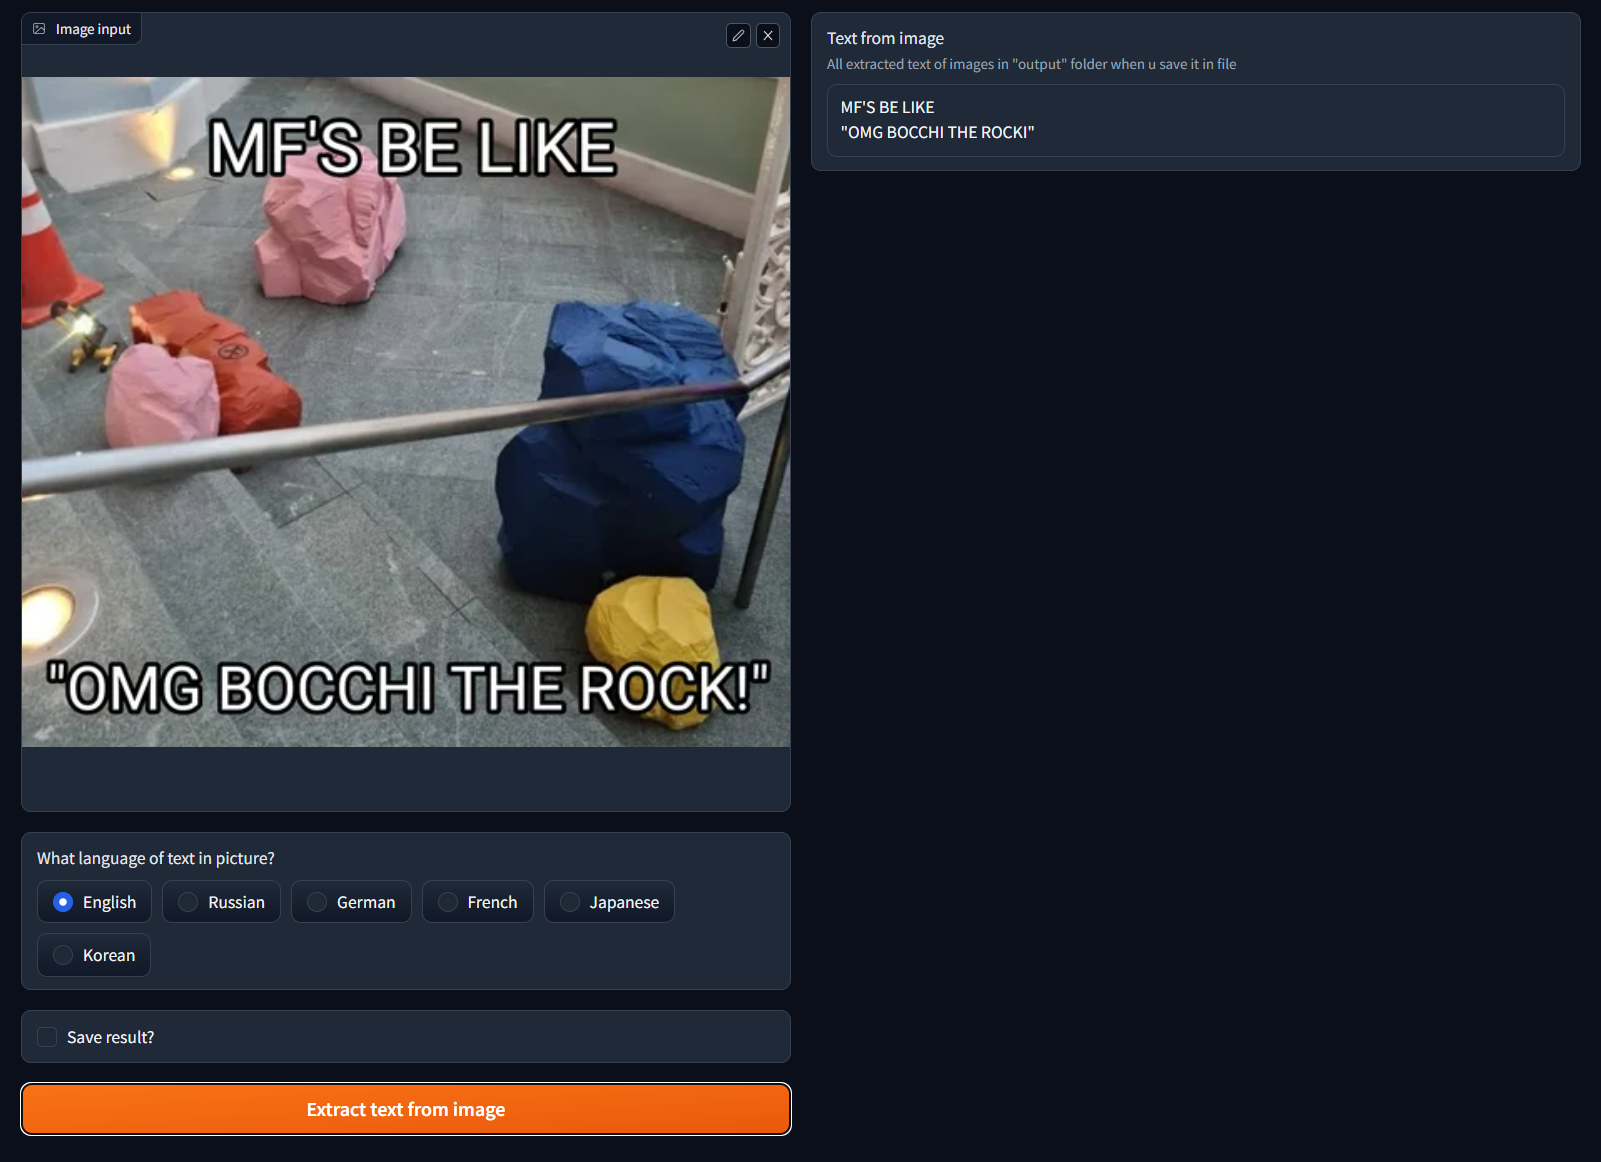 Image input
MF'S BE LIKE
"OMG BOCCHI THE ROCK!"
What language of text in picture?
English
Russian
German
French
Japanese
Korean
Save result?
Extract text from image
Text from image
All extracted text of images in "output" folder when u save it in file
MF'S BE LIKE
"OMG BOCCHI THE ROCKI"